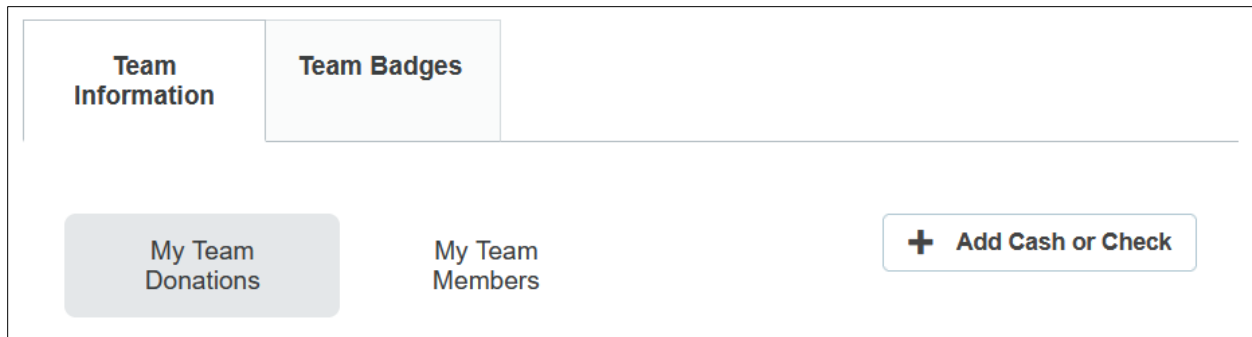 Team
Information
Team Badges
My Team
Donations
My Team
Members
+ Add Cash or Check